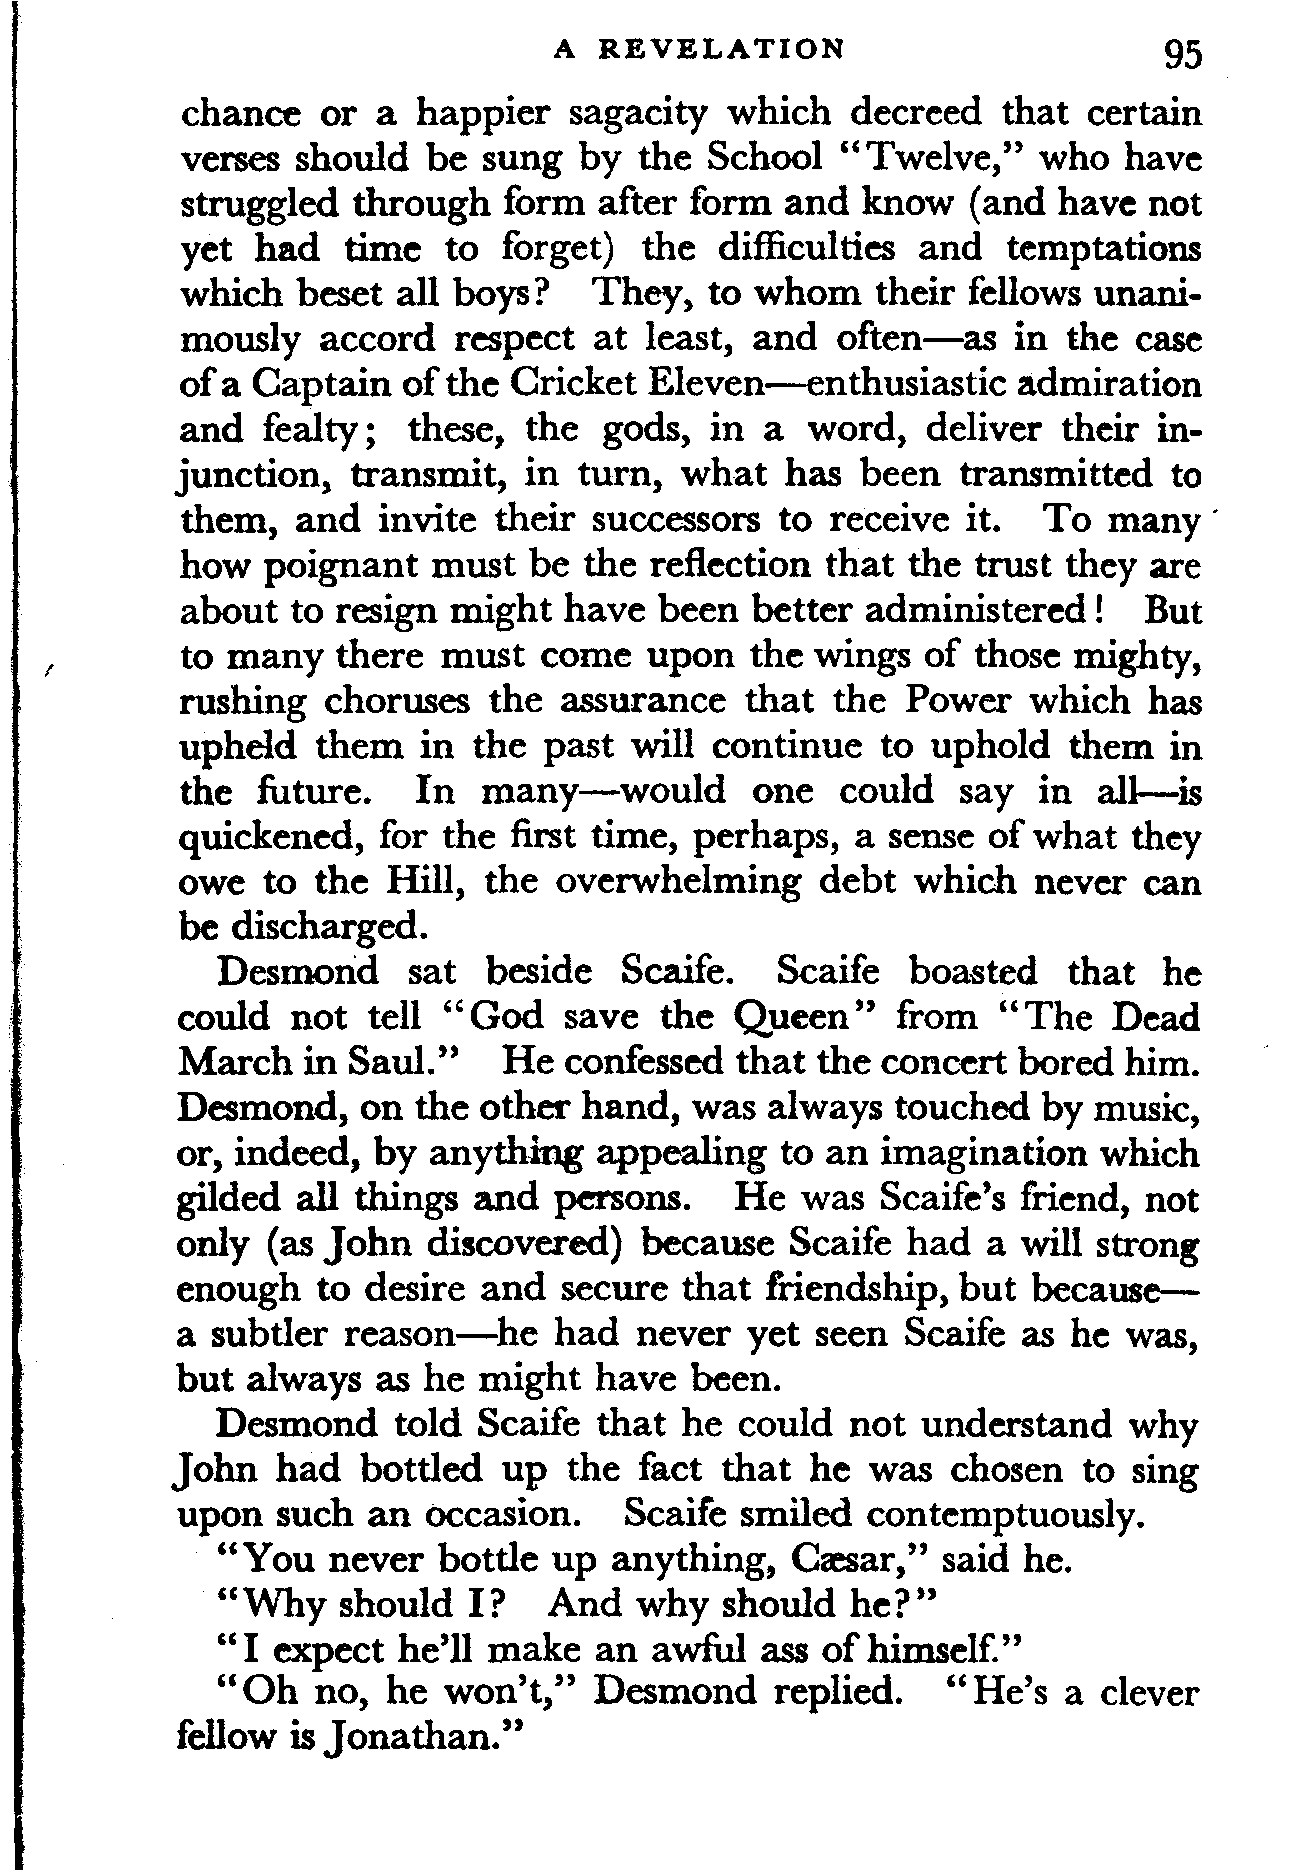 A REVELATION 95
chance or a happier sagacity which decreed that certain
verses should be sung by the School “Twelve,” who have
struggled through form after form and know (and have not
yet had time to forget) the difficulties and temptations
which beset all boys? They, to whom their fellows unani-
mously accord respect at least, and often—as in the case
of a Captain of the Cricket Eleven—enthusiastic admiration
and fealty; these, the gods, in a word, deliver their in-
junction, transmit, in turn, what has been transmitted to
them, and invite their successors to receive it. To many
how poignant must be the reflection that the trust they are
about to resign might have been better administered! But
to many there must come upon the wings of those mighty,
rushing choruses the assurance that the Power which has
upheld them in the past will continue to uphold them in
the future. In many—would one could say in all—is
quickened, for the first time, perhaps, a sense of what they
owe to the Hill, the overwhelming debt which never can
be discharged.
Desmond sat beside Scaife. Scaife boasted that he
could not tell “God save the Queen” from “The Dead
March in Saul.” He confessed that the concert bored him.
Desmond, on the other hand, was always touched by music,
or, indeed, by anything appealing to an imagination which
gilded all things and persons. He was Scaife’s friend, not
only (as John discovered) because Scaife had a will strong
enough to desire and secure that friendship, but because—
a subtler reason—he had never yet seen Scaife as he was,
but always as he might have been.
Desmond told Scaife that he could not understand why
John had bottled up the fact that he was chosen to sing
upon such an occasion. Scaife smiled contemptuously.
“You never bottle up anything, Cæsar,” said he.
“Why should I? And why should he?”
“I expect he’ll make an awful ass of himself.”
“Oh no, he won’t,” Desmond replied. “He’s a clever
fellow is Jonathan.”